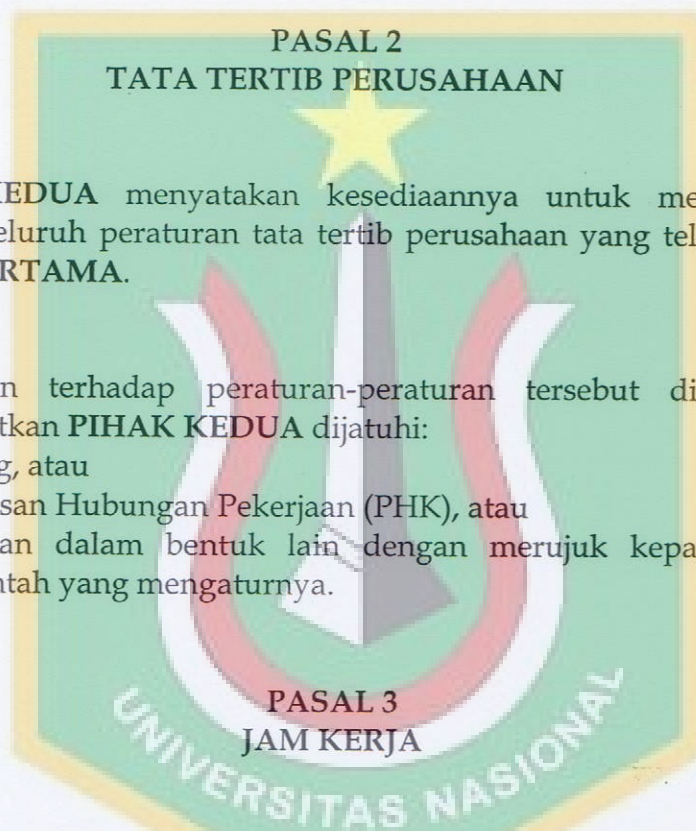 PASAL 2
TATA TERTIB PERUSAHAAN
KEDUA menyatakan kesediaannya untuk me
eluruh peraturan tata tertib perusahaan yang tel
RTAMA.
n terhadap peraturan-peraturan tersebut di
tkan PIHAK KEDUA dijatuhi:
g, atau
san Hubungan Pekerjaan (PHK), atau
an dalam bentuk lain dengan merujuk kepa
ntah yang mengaturnya.
PASAL 3
JAM KERJA
UNIVERSITAS NASIONAL